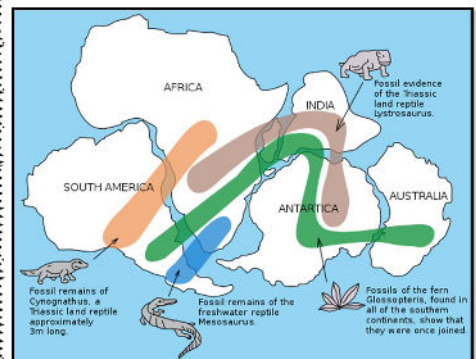 AFRICA
INDIA
Fossil evidence
of the Triassic
land reptile
Lystrosaurus.
SOUTH AMERICA
ANTARTICA
AUSTRALIA
Fossil remains of
Cynognathus, a
Triassic land reptile
approximately
3m long.
Fossil remains of the
freshwater reptile
Mesosaurus.
Fossils of the fern
Glossopteris, found in
all of the southern
continents, show that
they were once joined.